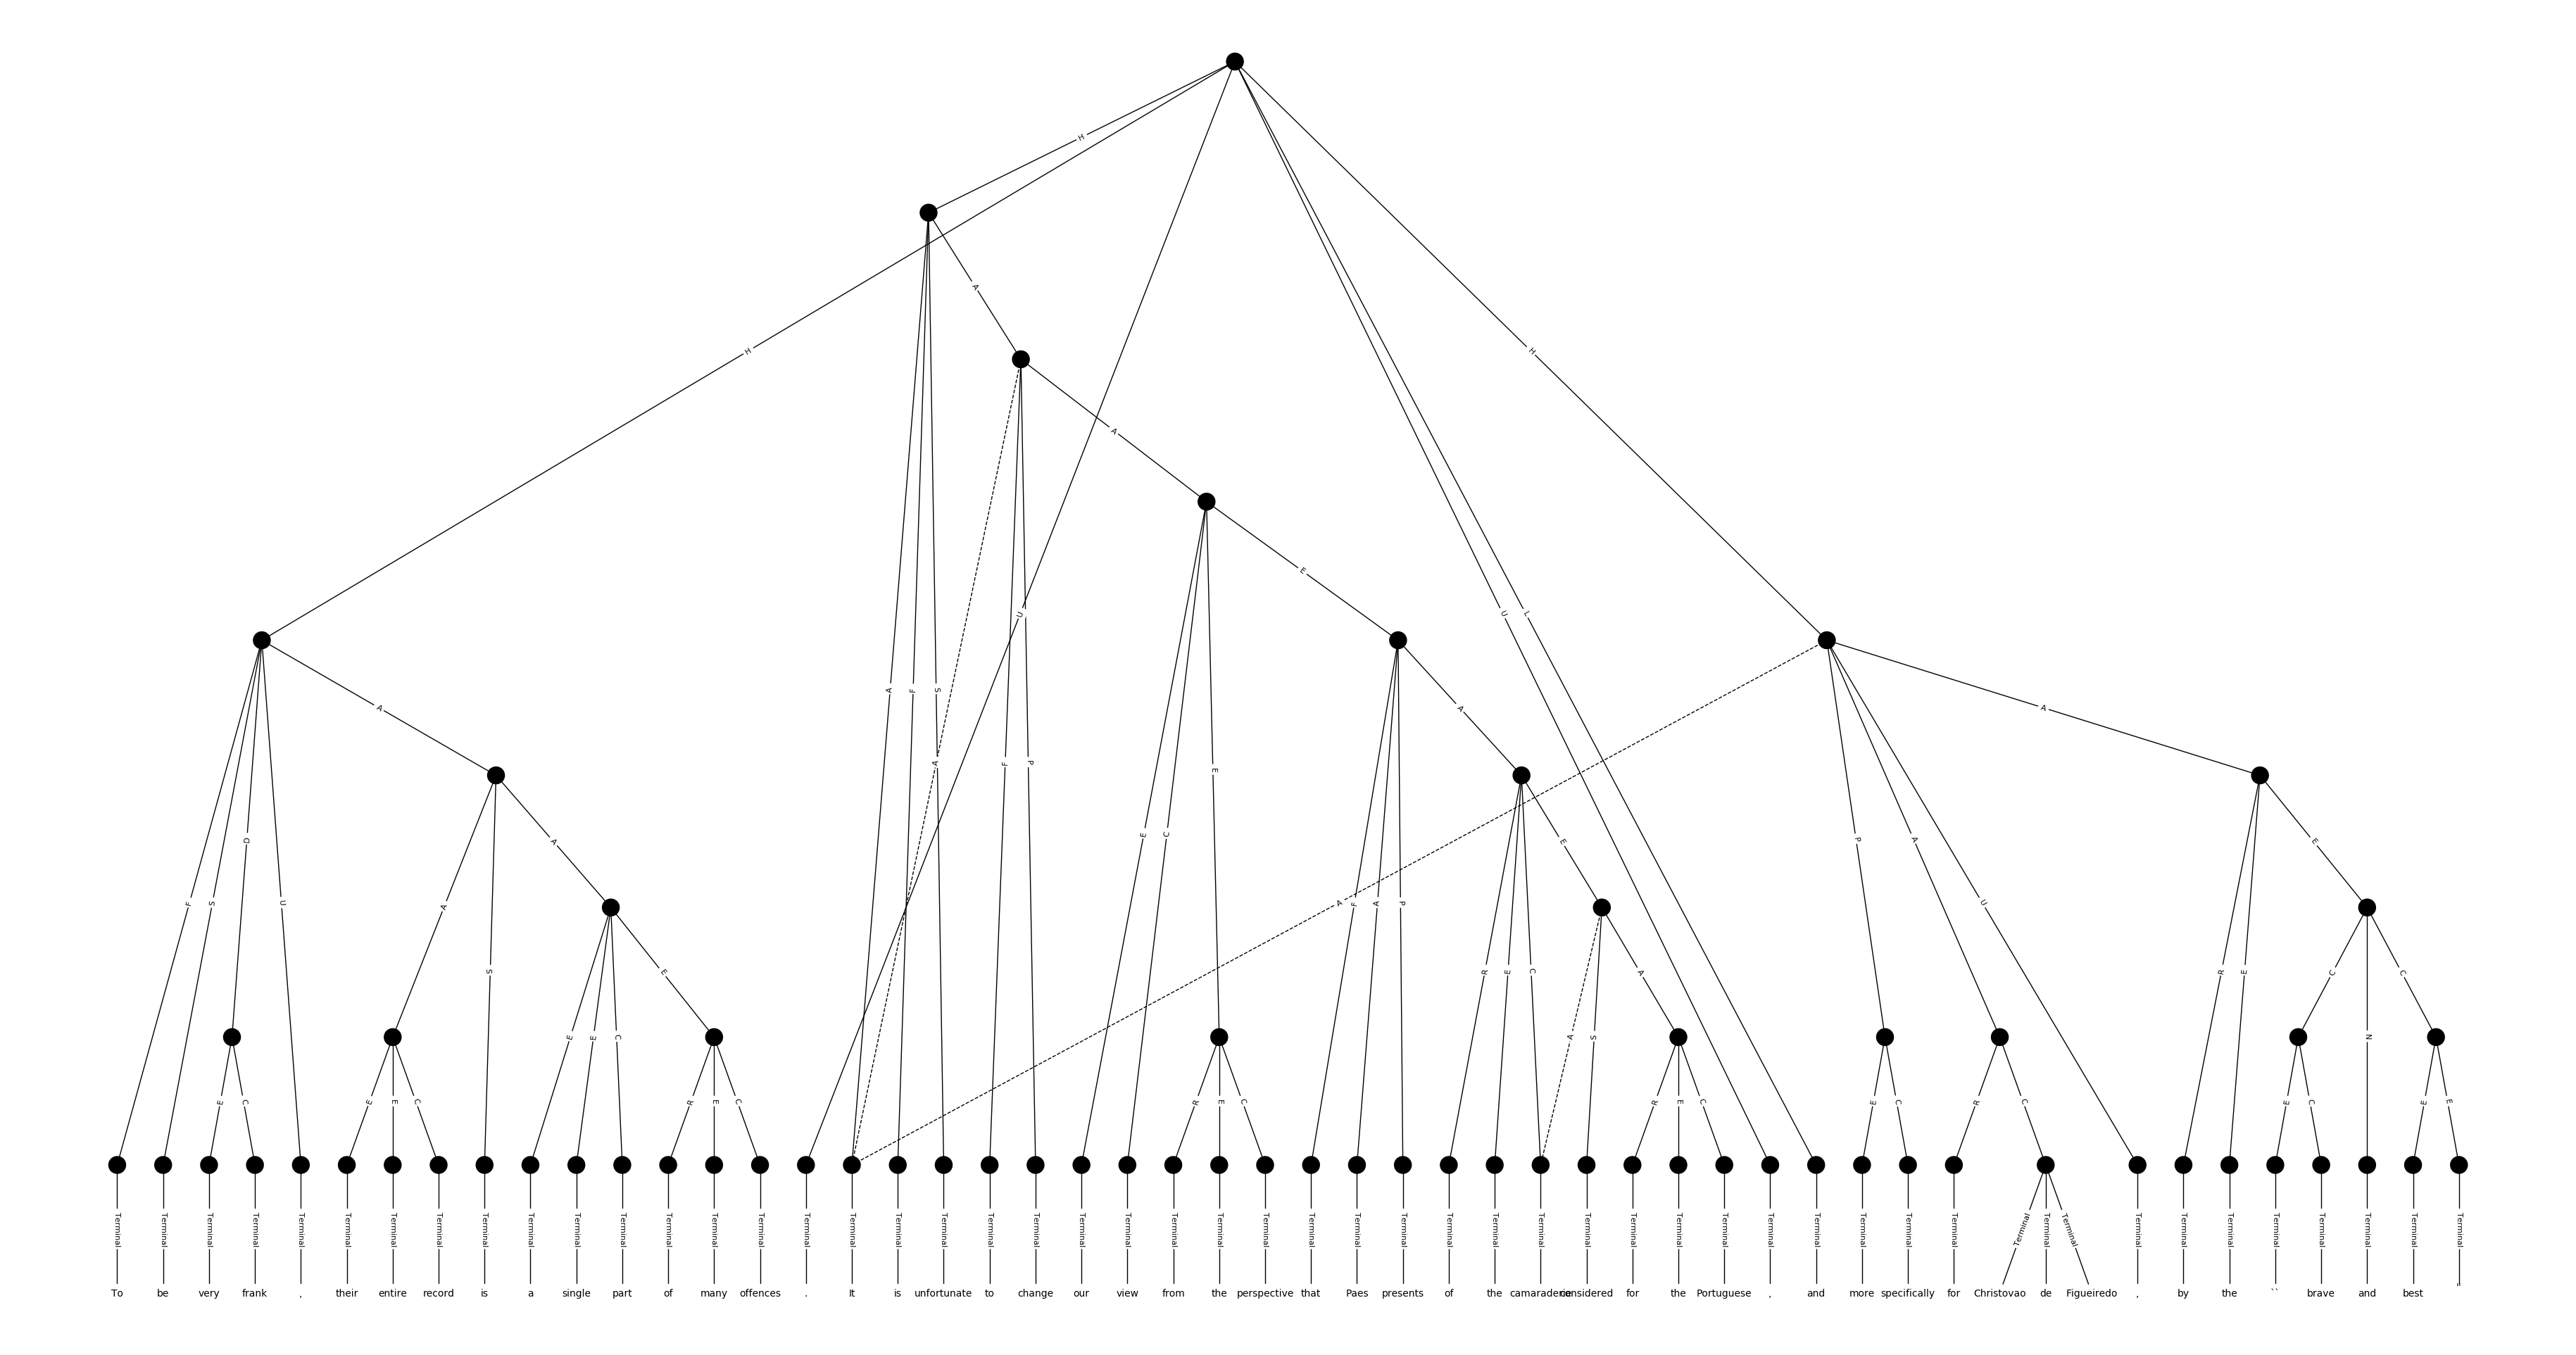 H
H
A
H
A
E
U U L
A A A
A F S
A F P
E D A A P A E
E C E
F S U A F A P A U
A S E R E C A A R E C C
E E C A S N
E C E E C R E C R E C R E C E C R C E C E E
Terminal Terminal Terminal Terminal Terminal Terminal Terminal Terminal Terminal Terminal Terminal Terminal Terminal Terminal Terminal Terminal Terminal Terminal Terminal Terminal Terminal Terminal Terminal Terminal Terminal Terminal Terminal Terminal Terminal Terminal Terminal Terminal Terminal Terminal Terminal Terminal Terminal Terminal Terminal Terminal Terminal Terminal Terminal Terminal Terminal Terminal Terminal Terminal Terminal Terminal Terminal Terminal
To be very frank , their entire record is a single part of many offences . It is unfortunate to change our view from the perspective that Paes presents of the camaraderie considered for the Portuguese , and more specifically for Christovao de Figueiredo , by the `` brave and best "